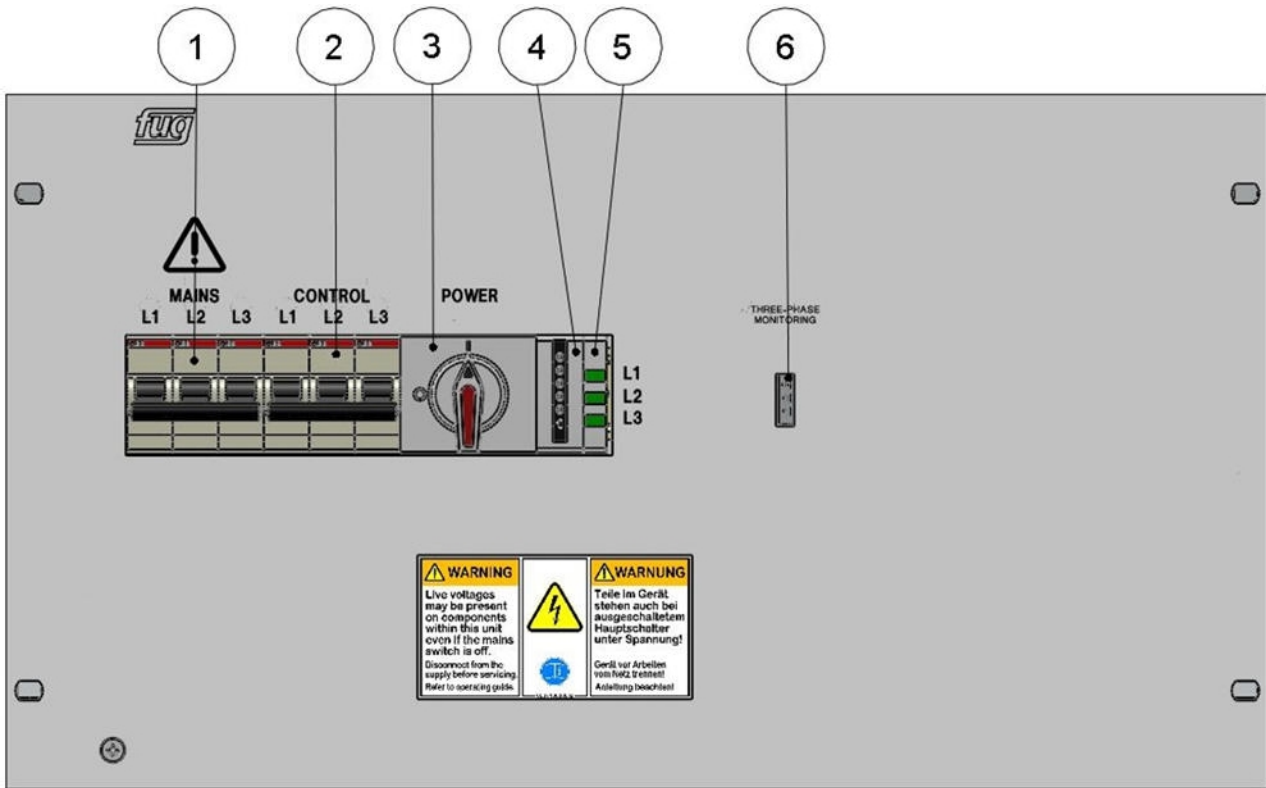 1 2 3 4 5 6
fug
MAINS CONTROL POWER
L1 L2 L3 L1 L2 L3
THREE-PHASE
MONITORING
L1
L2
L3
WARNING
Live voltages
may be present
on components
within this unit
even if the mains
switch is off.
Disconnect from the
supply before servicing.
Refer to operating guide.
WARNUNG
Teile im Gerät
stehen auch bei
ausgeschaltetem
Hauptschalter
unter Spannung!
Gerät vor Arbeiten
vom Netz trennen!
Anleitung beachten!